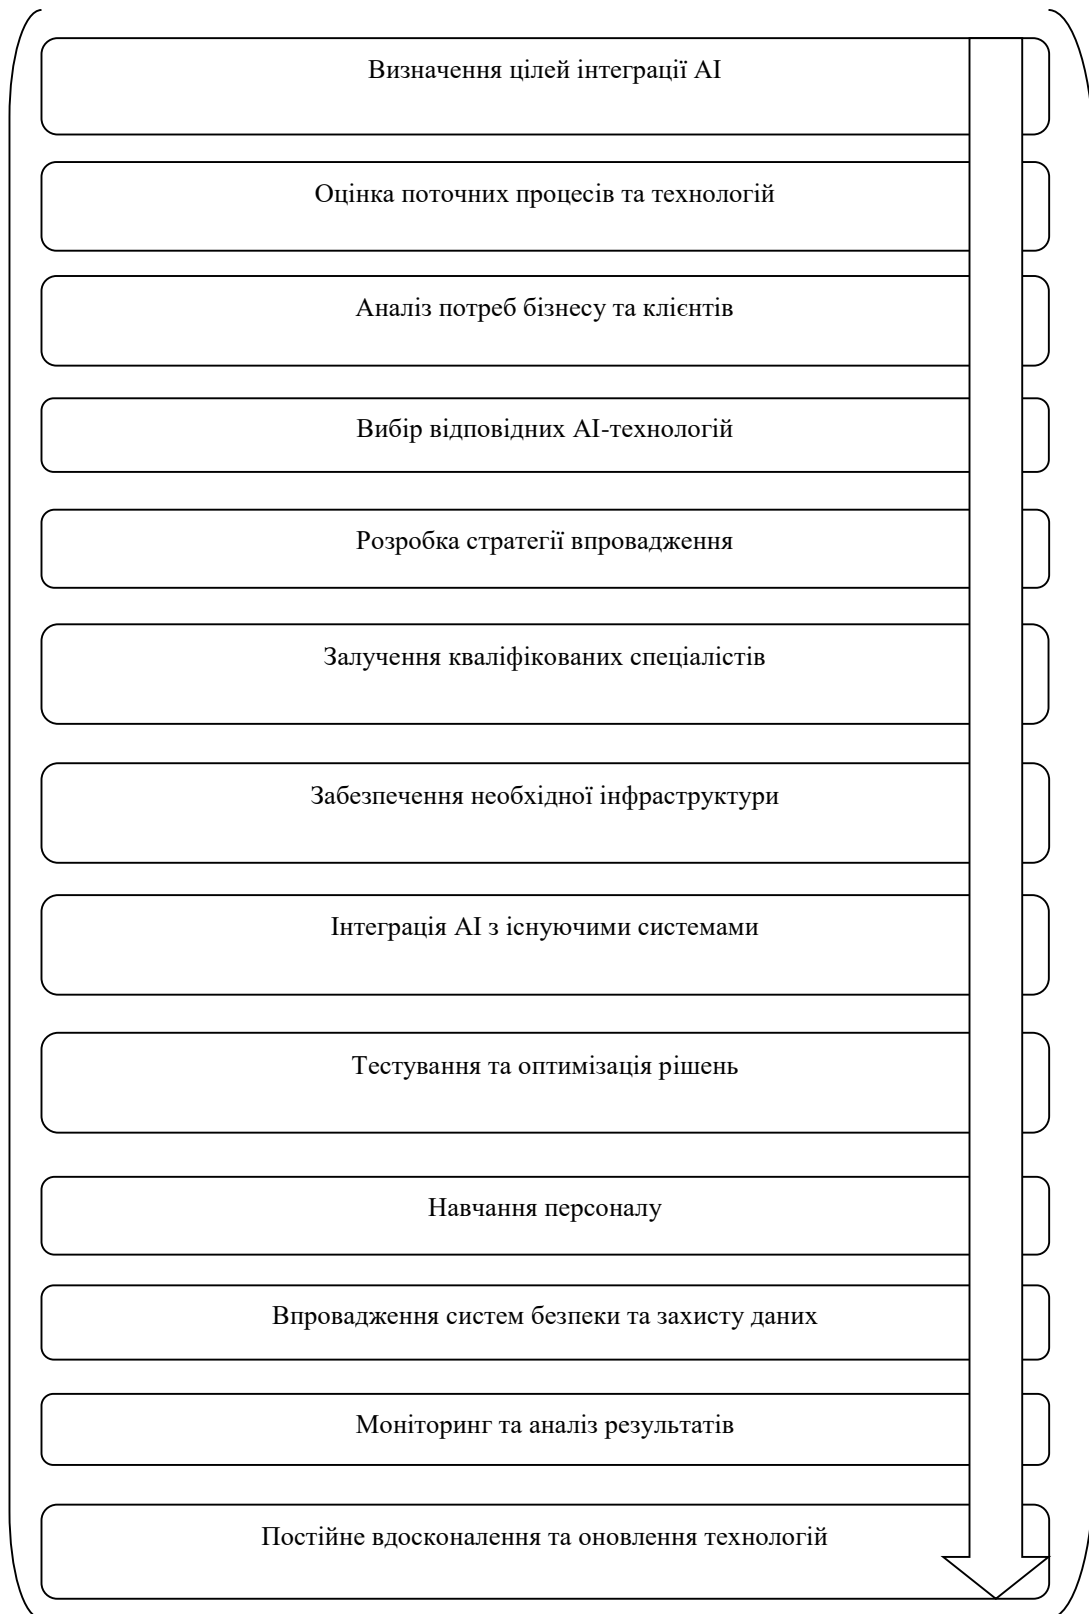 Визначення цілей інтеграції AI
Оцінка поточних процесів та технологій
Аналіз потреб бізнесу та клієнтів
Вибір відповідних AI-технологій
Розробка стратегії впровадження
Залучення кваліфікованих спеціалістів
Забезпечення необхідної інфраструктури
Інтеграція AI з існуючими системами
Тестування та оптимізація рішень
Навчання персоналу
Впровадження систем безпеки та захисту даних
Моніторинг та аналіз результатів
Постійне вдосконалення та оновлення технологій